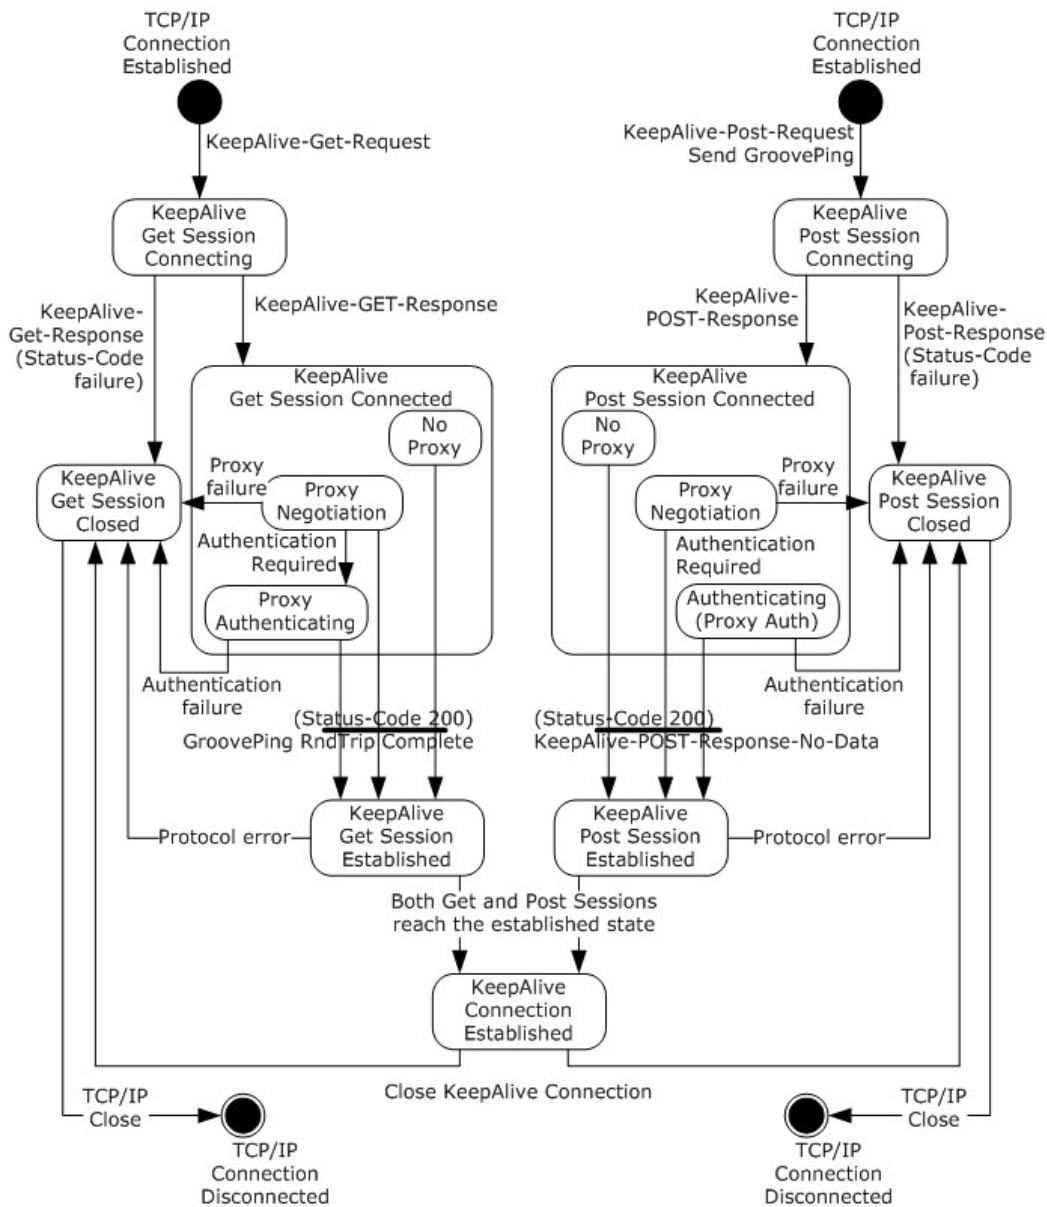 TCP/IP
Connection
Established
TCP/IP
Connection
Established
KeepAlive-Get-Request
KeepAlive-Post-Request
Send GroovePing
KeepAlive
Get Session
Connecting
KeepAlive
Post Session
Connecting
KeepAlive-
Get-Response
(Status-Code
failure)
KeepAlive-GET-Response
KeepAlive-
POST-Response
KeepAlive-
Post-Response
(Status-Code
failure)
KeepAlive
Get Session Connected
No
Proxy
KeepAlive
Post Session Connected
No
Proxy
KeepAlive
Get Session
Closed
Proxy
failure
Proxy
Negotiation
Authentication
Required
Proxy
Authenticating
Proxy
Negotiation
Proxy
failure
KeepAlive
Post Session
Closed
Authentication
Required
Authenticating
(Proxy Auth)
Authentication
failure
Authentication
failure
(Status-Code 200)
GroovePing RndTrip Complete
(Status-Code 200)
KeepAlive-POST-Response-No-Data
Protocol error
KeepAlive
Get Session
Established
KeepAlive
Post Session
Established
Protocol error
Both Get and Post Sessions
reach the established state
KeepAlive
Connection
Established
Close KeepAlive Connection
TCP/IP
Close
TCP/IP
Close
TCP/IP
Connection
Disconnected
TCP/IP
Connection
Disconnected